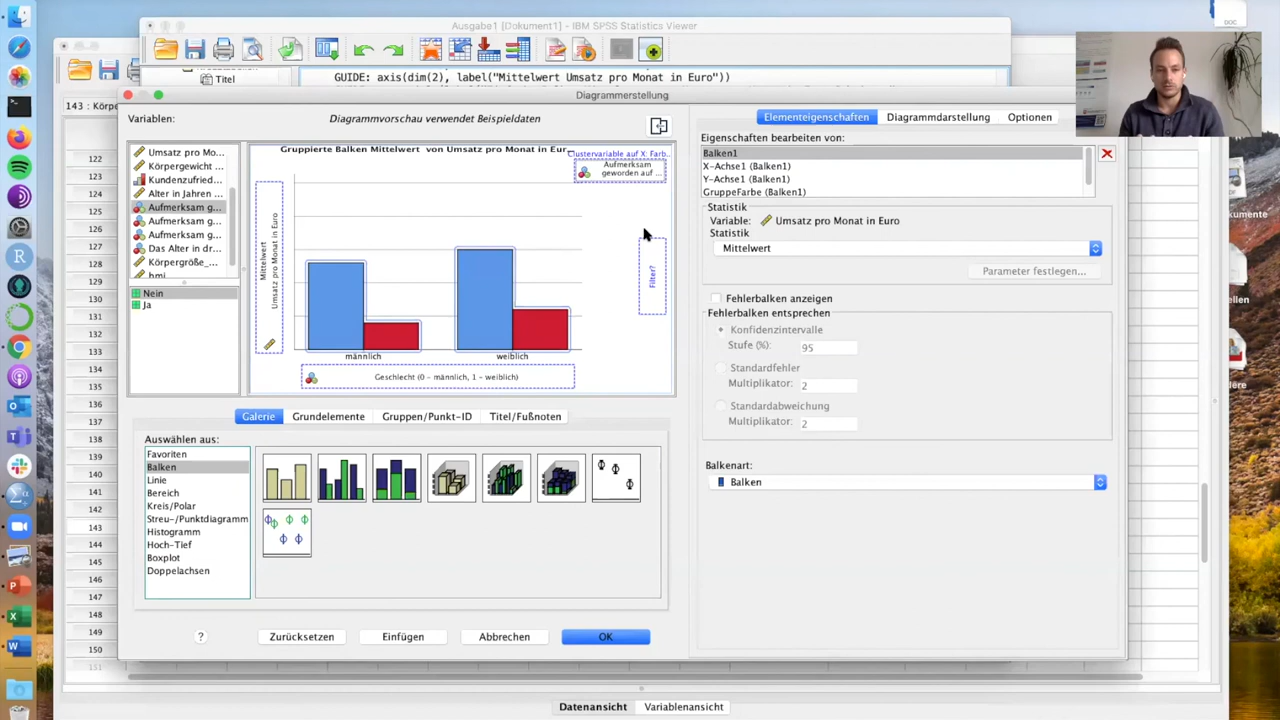 Ausgabe1 [Dokument1] - IBM SPSS Statistics Viewer
DOC
Titel
GUIDE: axis(dim(2), label("Mittelwert Umsatz pro Monat in Euro"))
143 : Körpe
Diagrammerstellung
Variablen:
Diagrammvorschau verwendet Beispieldaten
Umsatz pro Mo...
Körpergewicht ...
Kundenzufried...
Alter in Jahren ...
Aufmerksam g...
Aufmerksam g...
Aufmerksam g...
Das Alter in dr...
Körpergröße_...
bmi
Nein
Ja
Gruppierte Balken Mittelwert von Umsatz pro Monat in Eur...
Clustervariable auf X: Farb...
Aufmerksam
geworden auf ...
Mittelwert
Umsatz pro Monat in Euro
Filter?
männlich
weiblich
Geschlecht (0 – männlich, 1 – weiblich)
Galerie
Grundelemente
Gruppen/Punkt-ID
Titel/Fußnoten
Auswählen aus:
Favoriten
Balken
Linie
Bereich
Kreis/Polar
Streu-/Punktdiagramm
Histogramm
Hoch-Tief
Boxplot
Doppelachsen
?
Zurücksetzen
Einfügen
Abbrechen
OK
Elementeigenschaften
Diagrammdarstellung
Optionen
Eigenschaften bearbeiten von:
Balken1
X-Achse1 (Balken1)
Y-Achse1 (Balken1)
GruppeFarbe (Balken1)
Statistik
Variable:
Umsatz pro Monat in Euro
Statistik
Mittelwert
Parameter festlegen...
Fehlerbalken anzeigen
Fehlerbalken entsprechen
Konfidenzintervalle
Stufe (%):
95
Standardfehler
Multiplikator:
2
Standardabweichung
Multiplikator:
2
Balkenart:
Balken
122
123
124
125
126
127
128
129
130
131
132
133
134
135
136
137
138
139
140
141
142
143
144
145
146
147
148
149
150
151
Datenansicht
Variablenansicht
kumente
ellen
dère